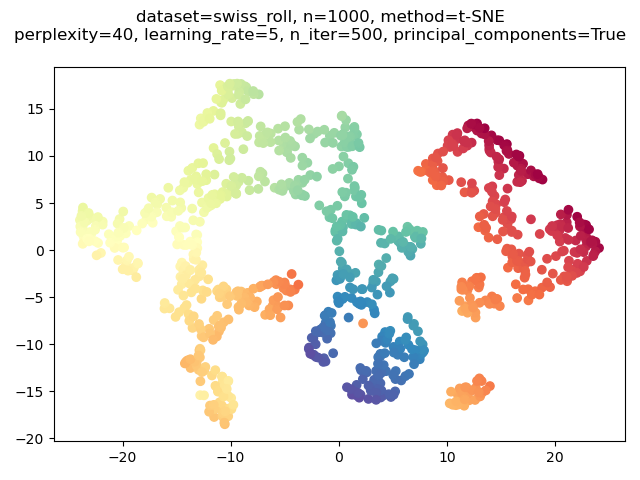 dataset=swiss_roll, n=1000, method=t-SNE
perplexity=40, learning_rate=5, n_iter=500, principal_components=True
15
10
5
0
−5
−10
−15
−20
−20 −10 0 10 20